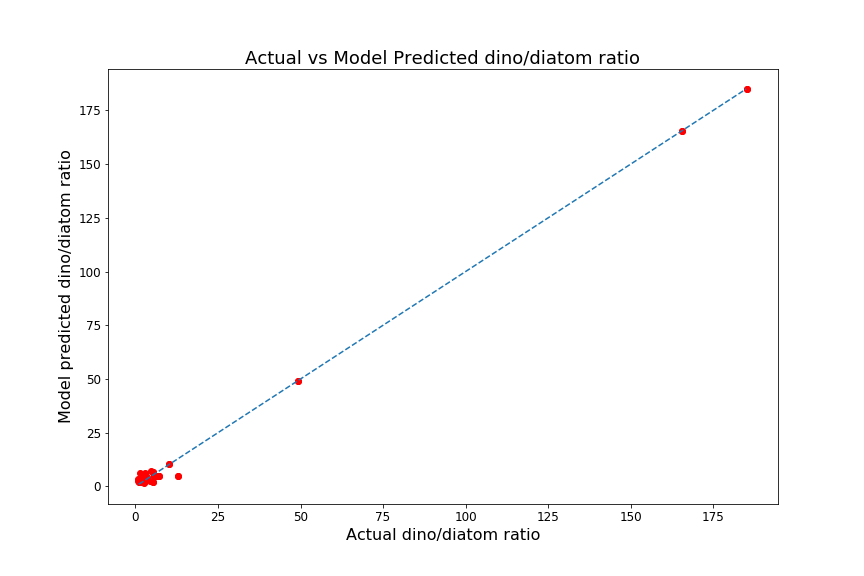 Actual vs Model Predicted dino/diatom ratio
Model predicted dino/diatom ratio
175
150
125
100
75
50
25
0
0 25 50 75 100 125 150 175
Actual dino/diatom ratio